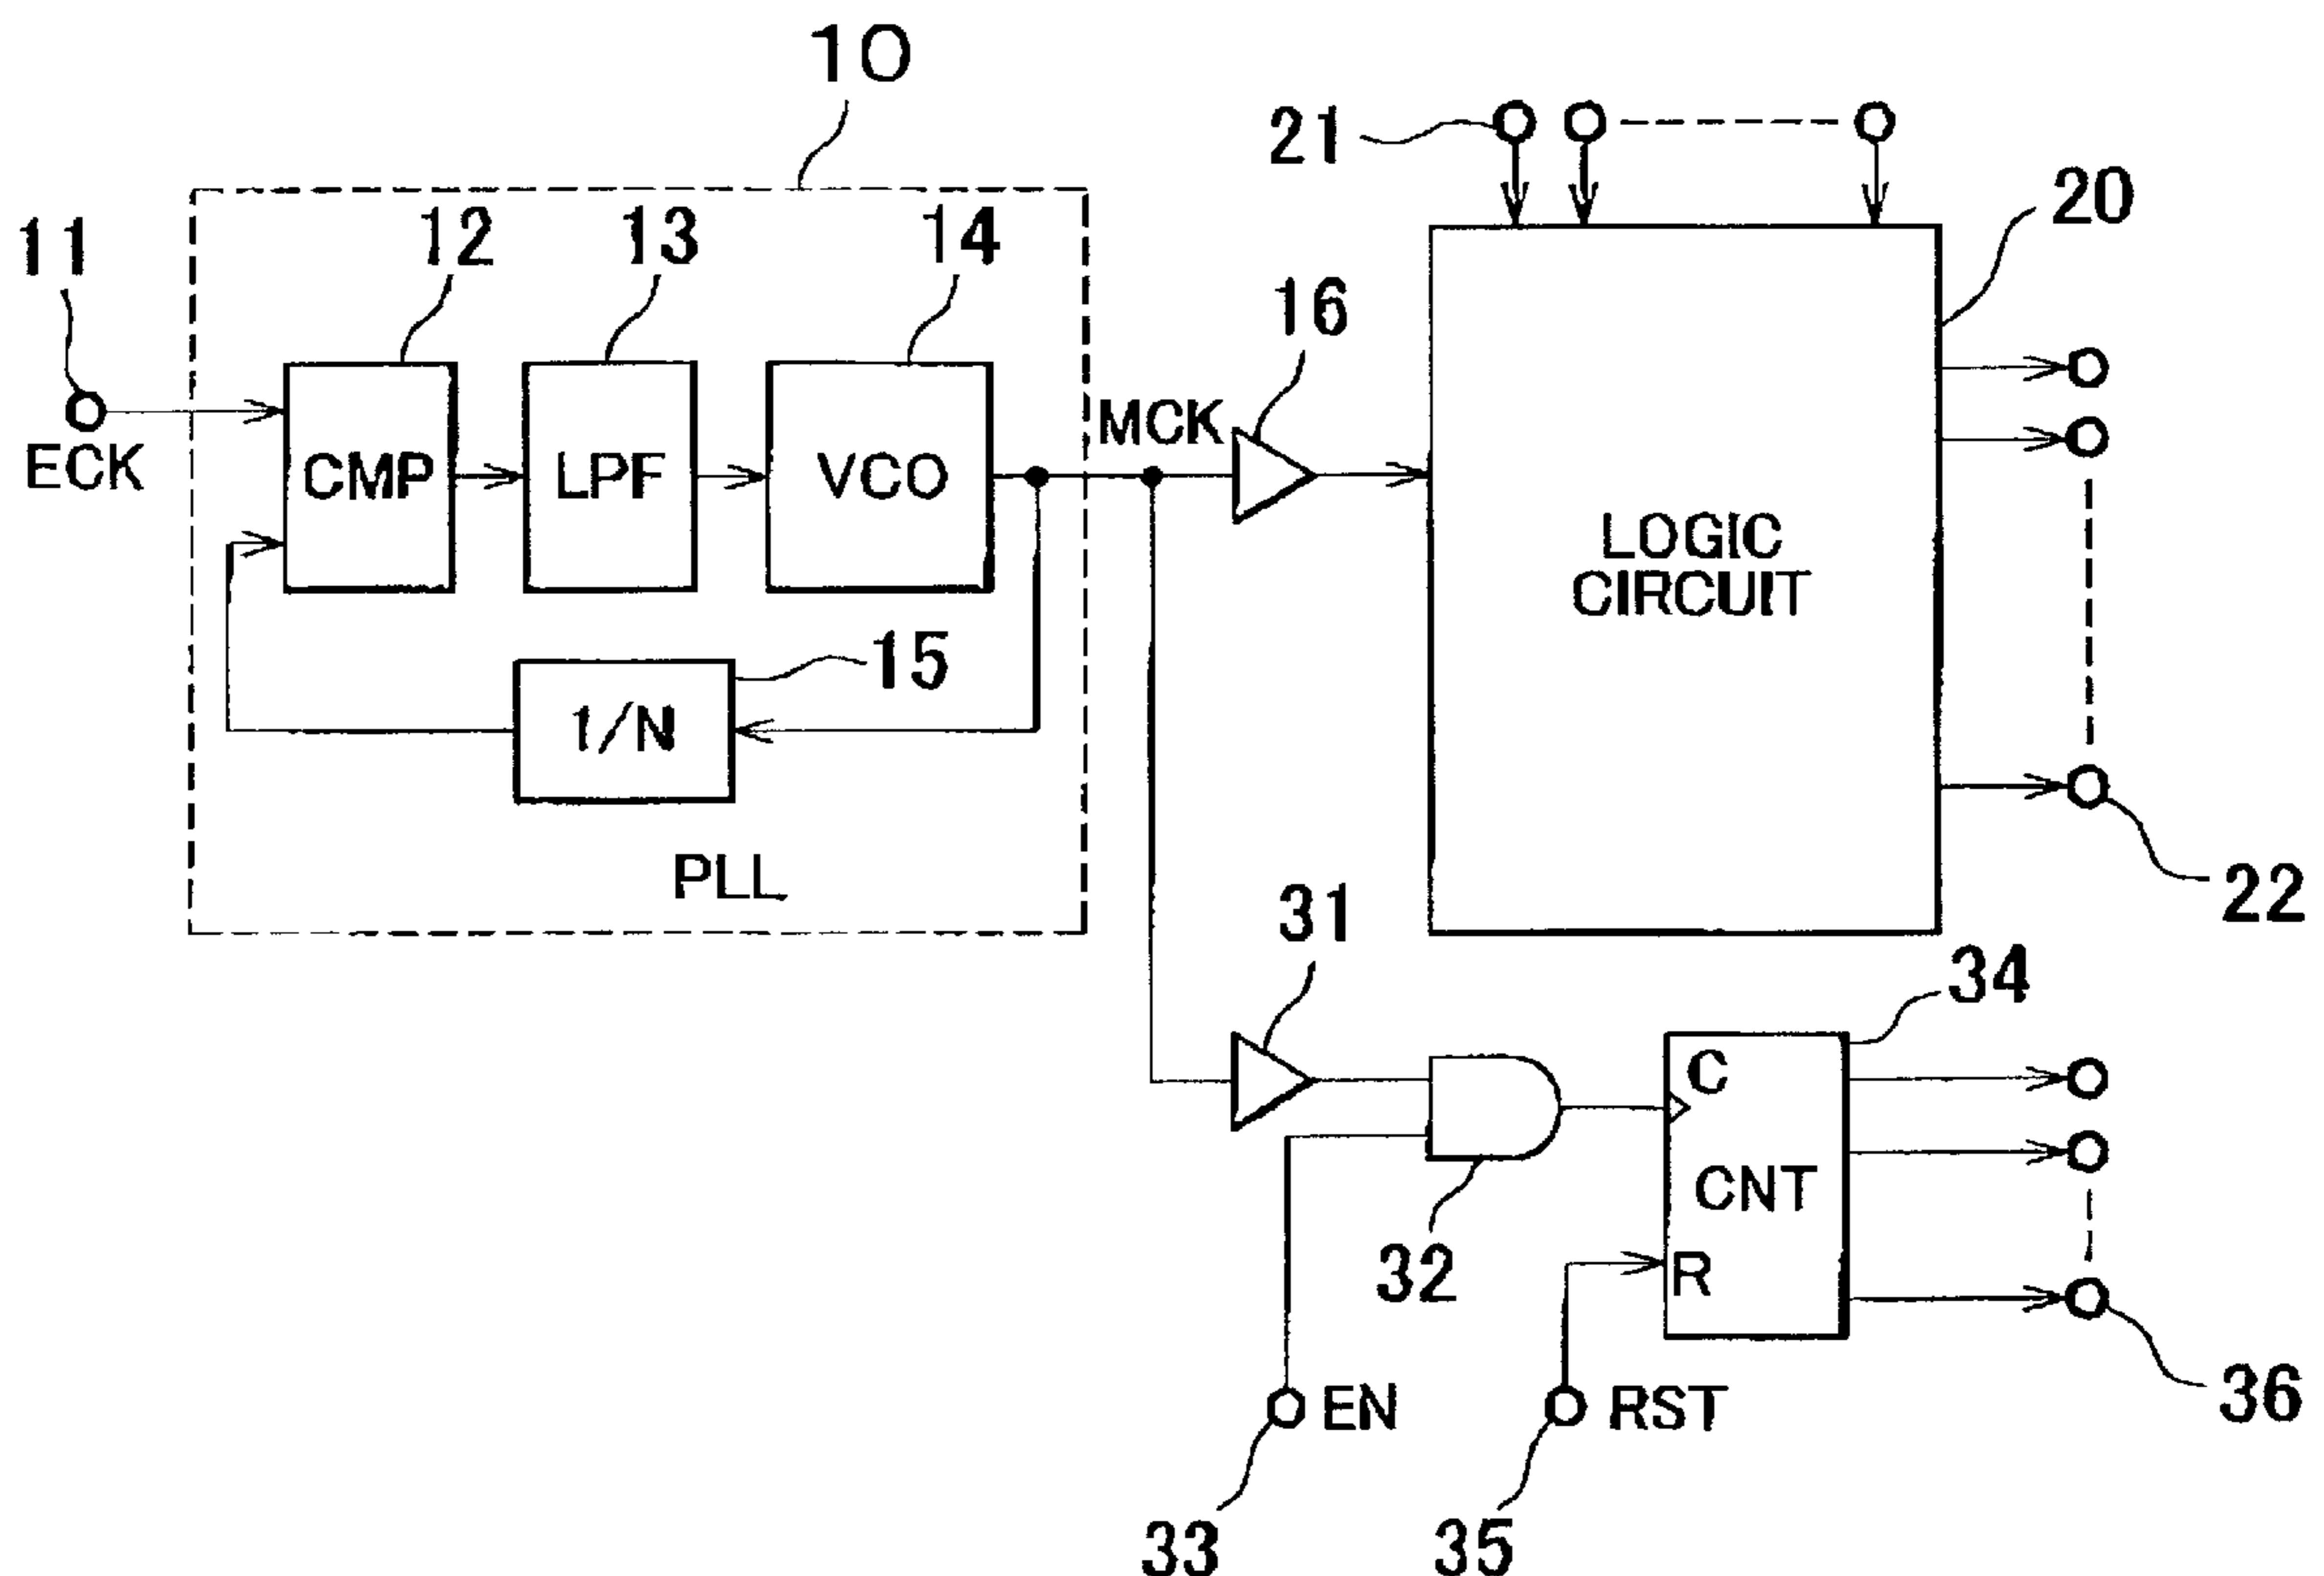 10
21
20
11
12
13
14
16
ECK
CMP
LPF
VCO
MCK
LOGIC
CIRCUIT
15
1/N
PLL
22
31
34
C
CNT
R
32
36
EN
RST
33
35